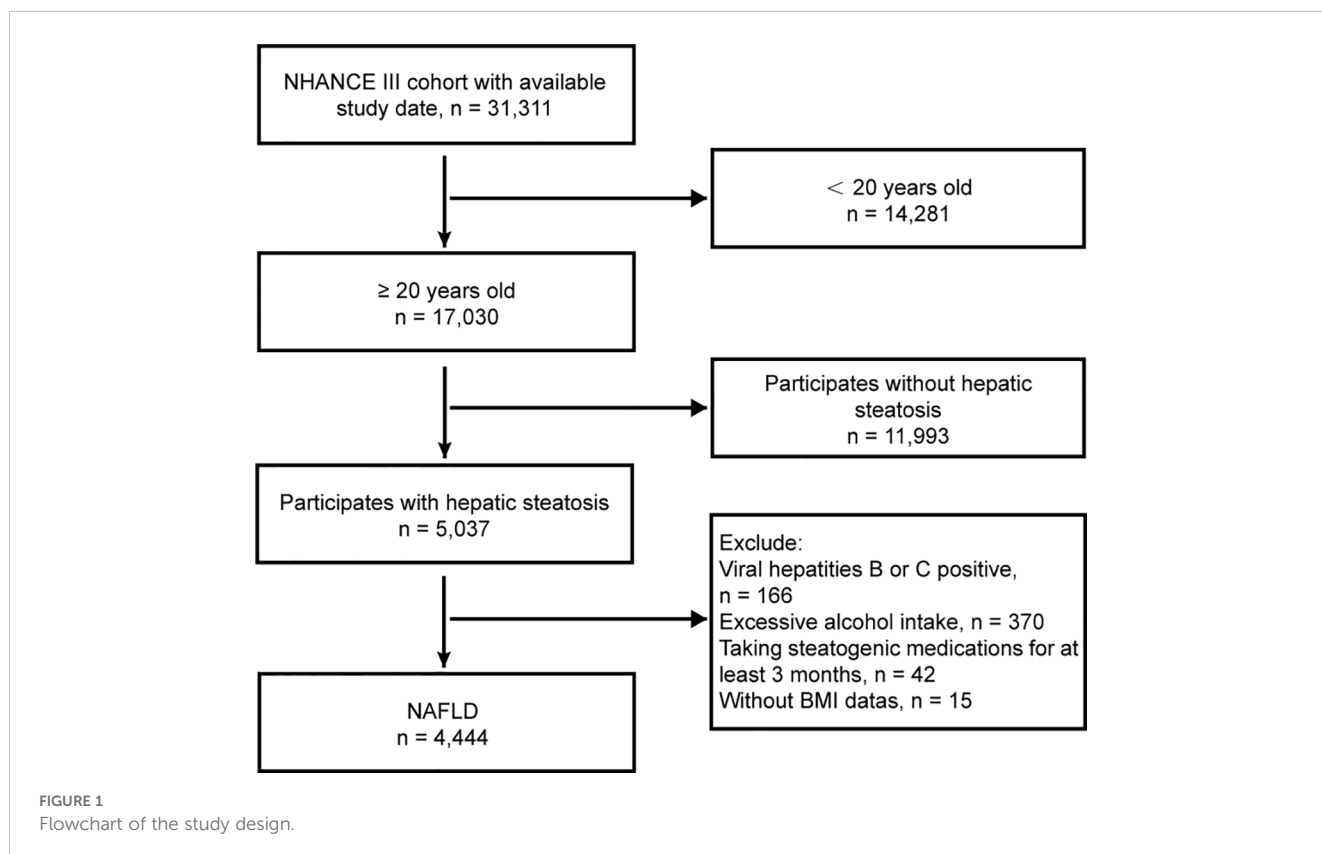 NHANCE III cohort with available
study date, n = 31,311
< 20 years old
n = 14,281
≥ 20 years old
n = 17,030
Participates without hepatic
steatosis
n = 11,993
Participates with hepatic steatosis
n = 5,037
Exclude:
Viral hepatities B or C positive,
n = 166
Excessive alcohol intake, n = 370
Taking steatogenic medications for at
least 3 months, n = 42
Without BMI datas, n = 15
NAFLD
n = 4,444
FIGURE 1
Flowchart of the study design.